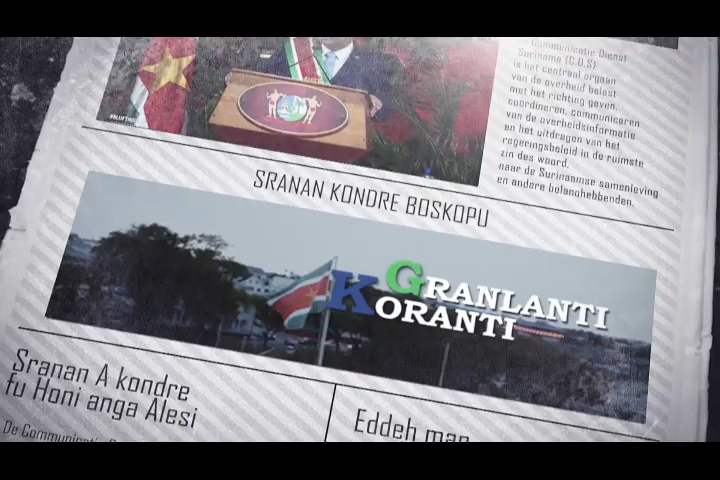 Communicatie Dienst
Suriname (C.D.S)
is het centraal orgaan
van de overheid belast
met het richting geven,
coordineren, communiceren
van de overheidsinformatie
en het uitdragen van het
regeringsbeleid in de ruimste
zin des woord,
naar de Surinaamse samenleving
en andere belanghebbenden.
SRANAN KONDRE BOSKOPU
GRANLANTI
KORANTI
Sranan A kondre
fu Honi anga Alesi
De Communicatie
Eddeh man